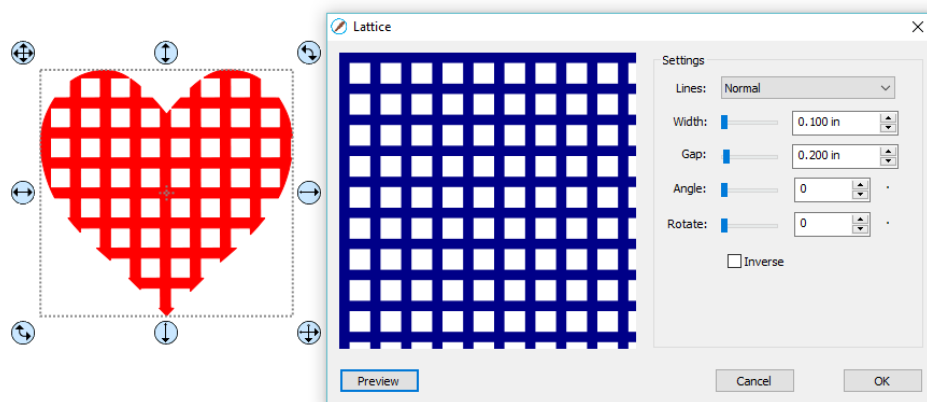 Lattice
Settings
Lines: Normal
Width: 0.100 in
Gap: 0.200 in
Angle: 0 °
Rotate: 0 °
Inverse
Preview Cancel OK